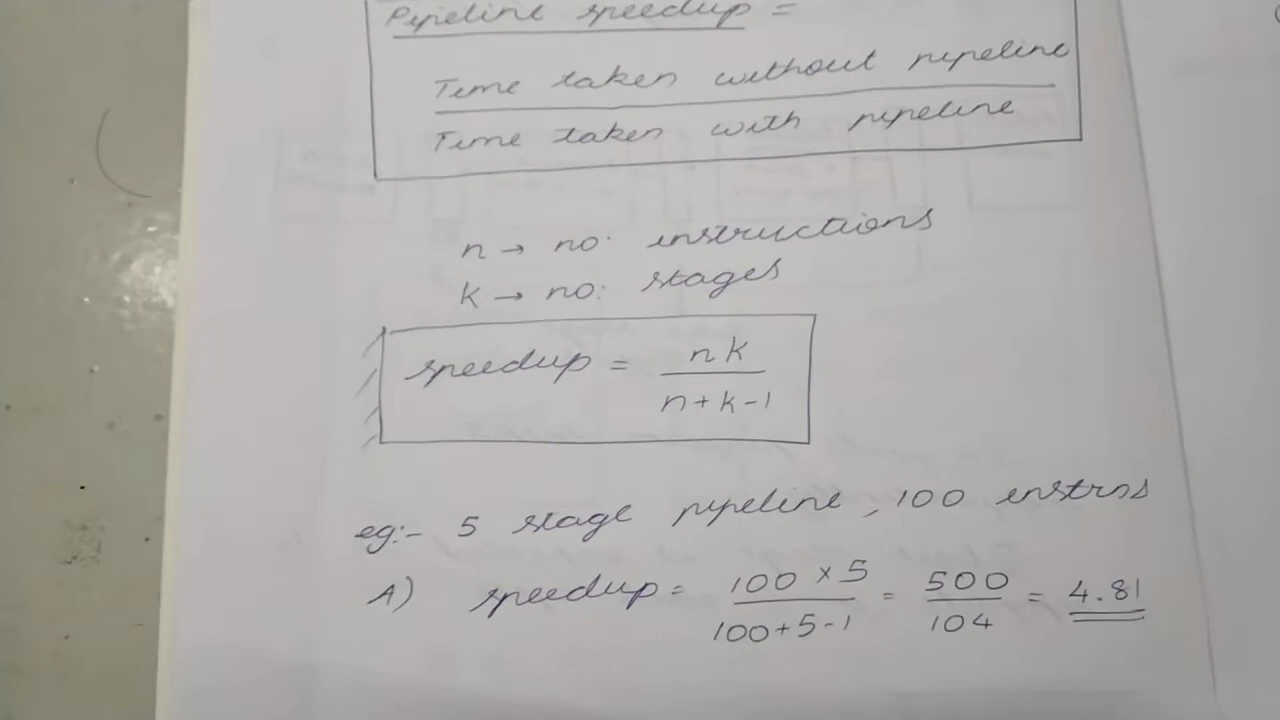 Pipeline speedup =
Time taken without pipeline
Time taken with pipeline
n → no: instructions
k → no: stages
speedup = nk
n+k-1
eg:- 5 stage pipeline, 100 instrns
A) speedup = 100 x 5 = 500 = 4.81
100+5-1 104